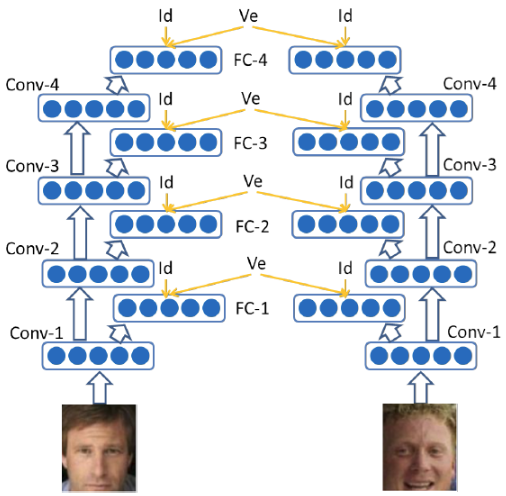 Id Ve Id
FC-4
Conv-4 Conv-4
Id Ve Id
FC-3
Conv-3 Conv-3
Id Ve Id
FC-2
Conv-2 Conv-2
Id Ve Id
FC-1
Conv-1 Conv-1